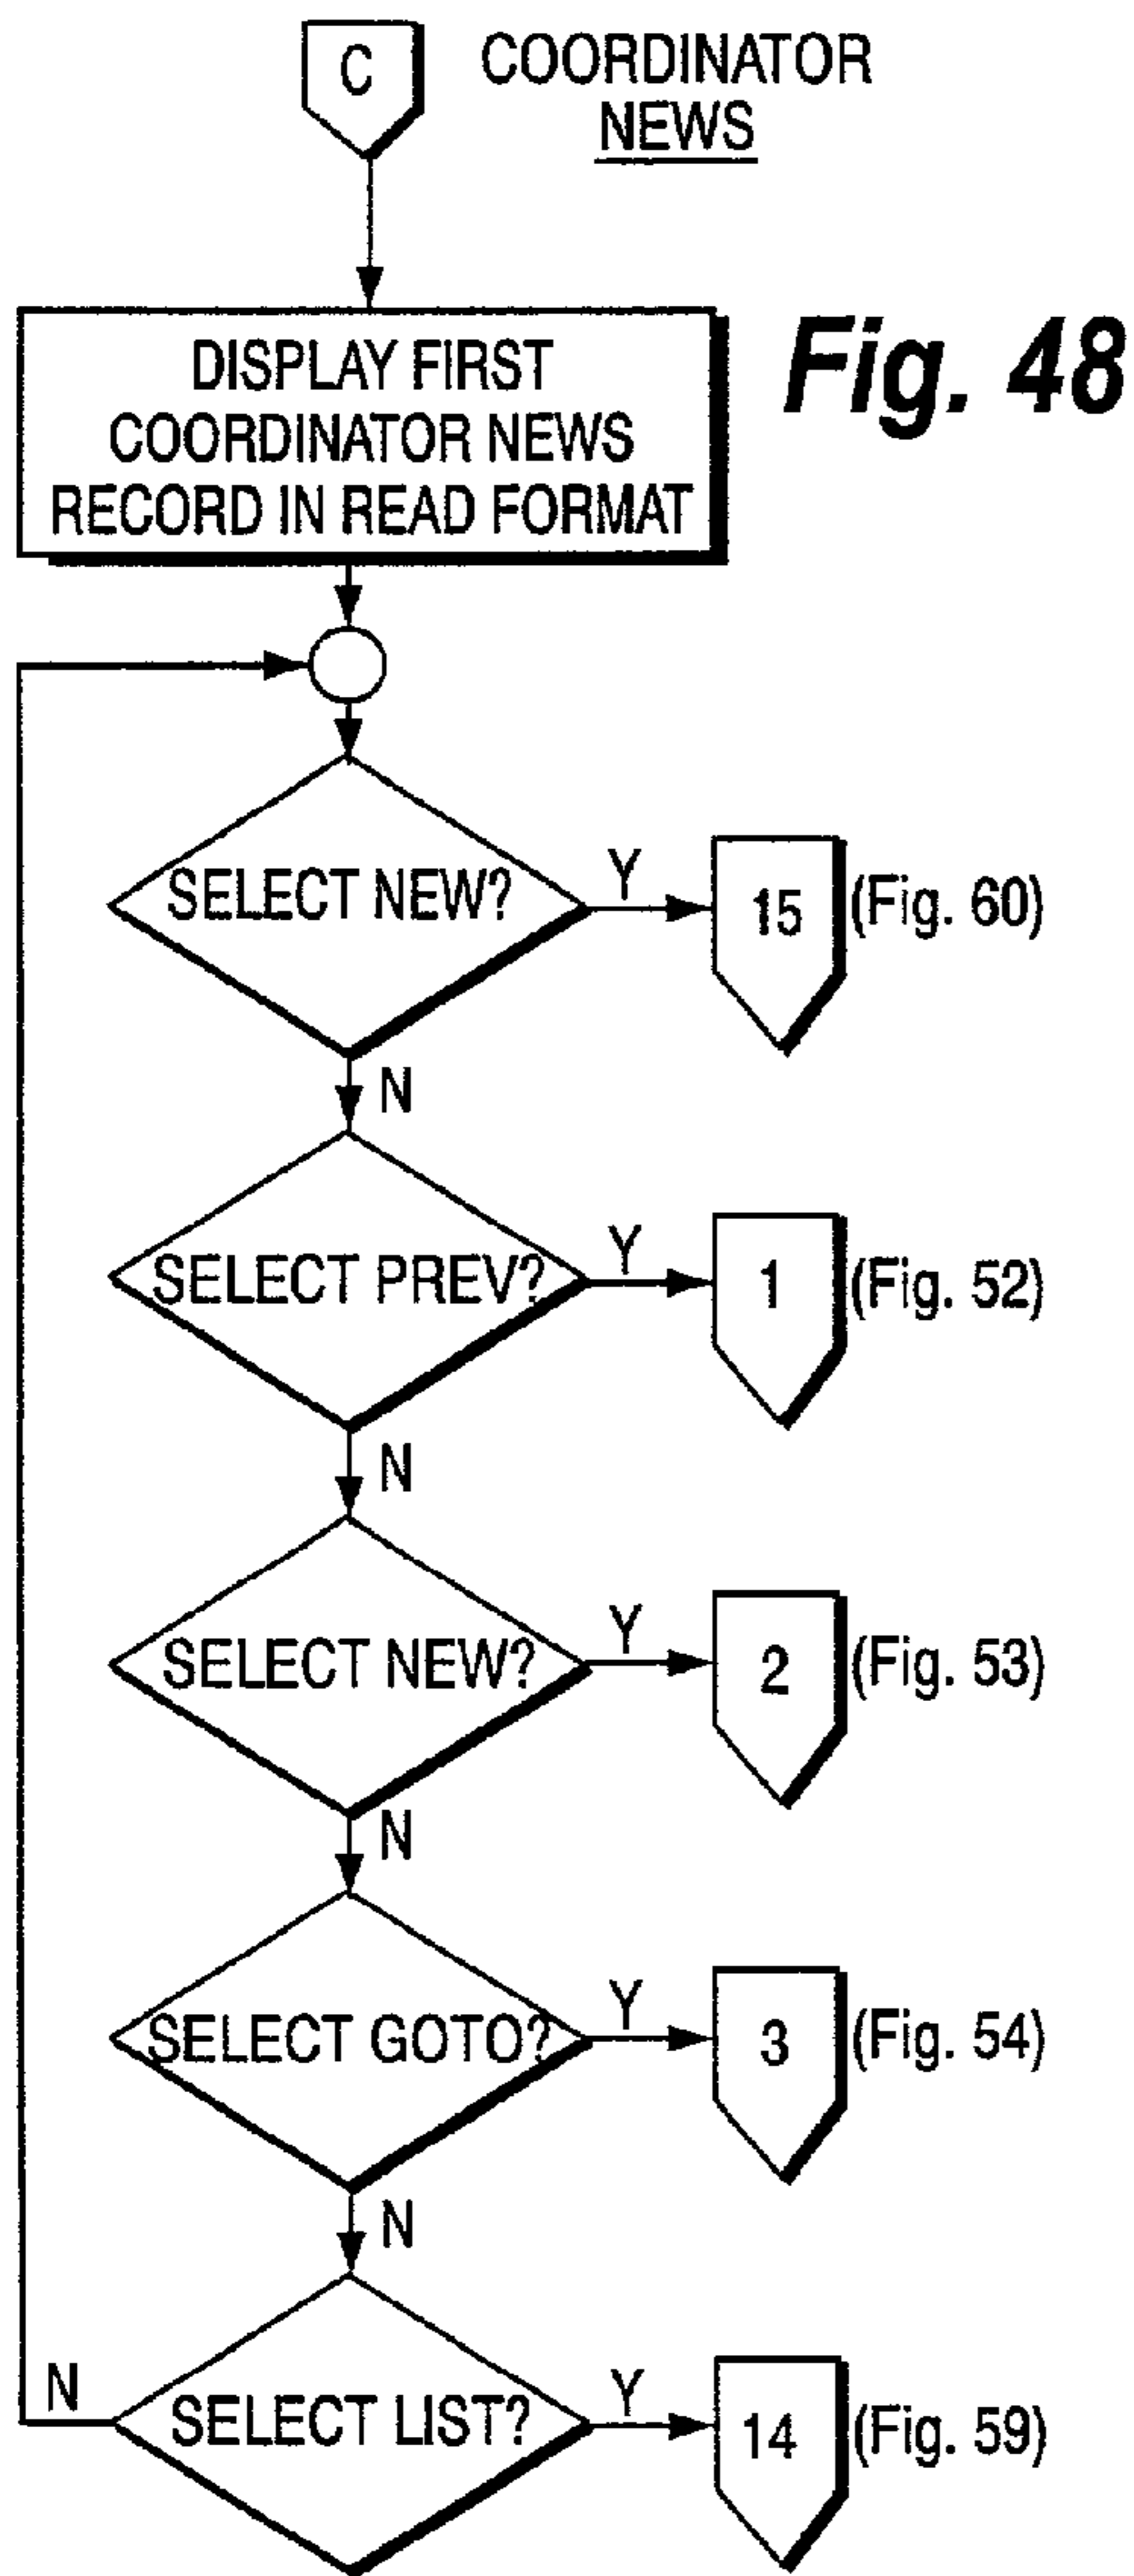 C
COORDINATOR
NEWS
Fig. 48
DISPLAY FIRST
COORDINATOR NEWS
RECORD IN READ FORMAT
SELECT NEW?
Y
15
(Fig. 60)
N
SELECT PREV?
Y
1
(Fig. 52)
N
SELECT NEW?
Y
2
(Fig. 53)
N
SELECT GOTO?
Y
3
(Fig. 54)
N
N
SELECT LIST?
Y
14
(Fig. 59)